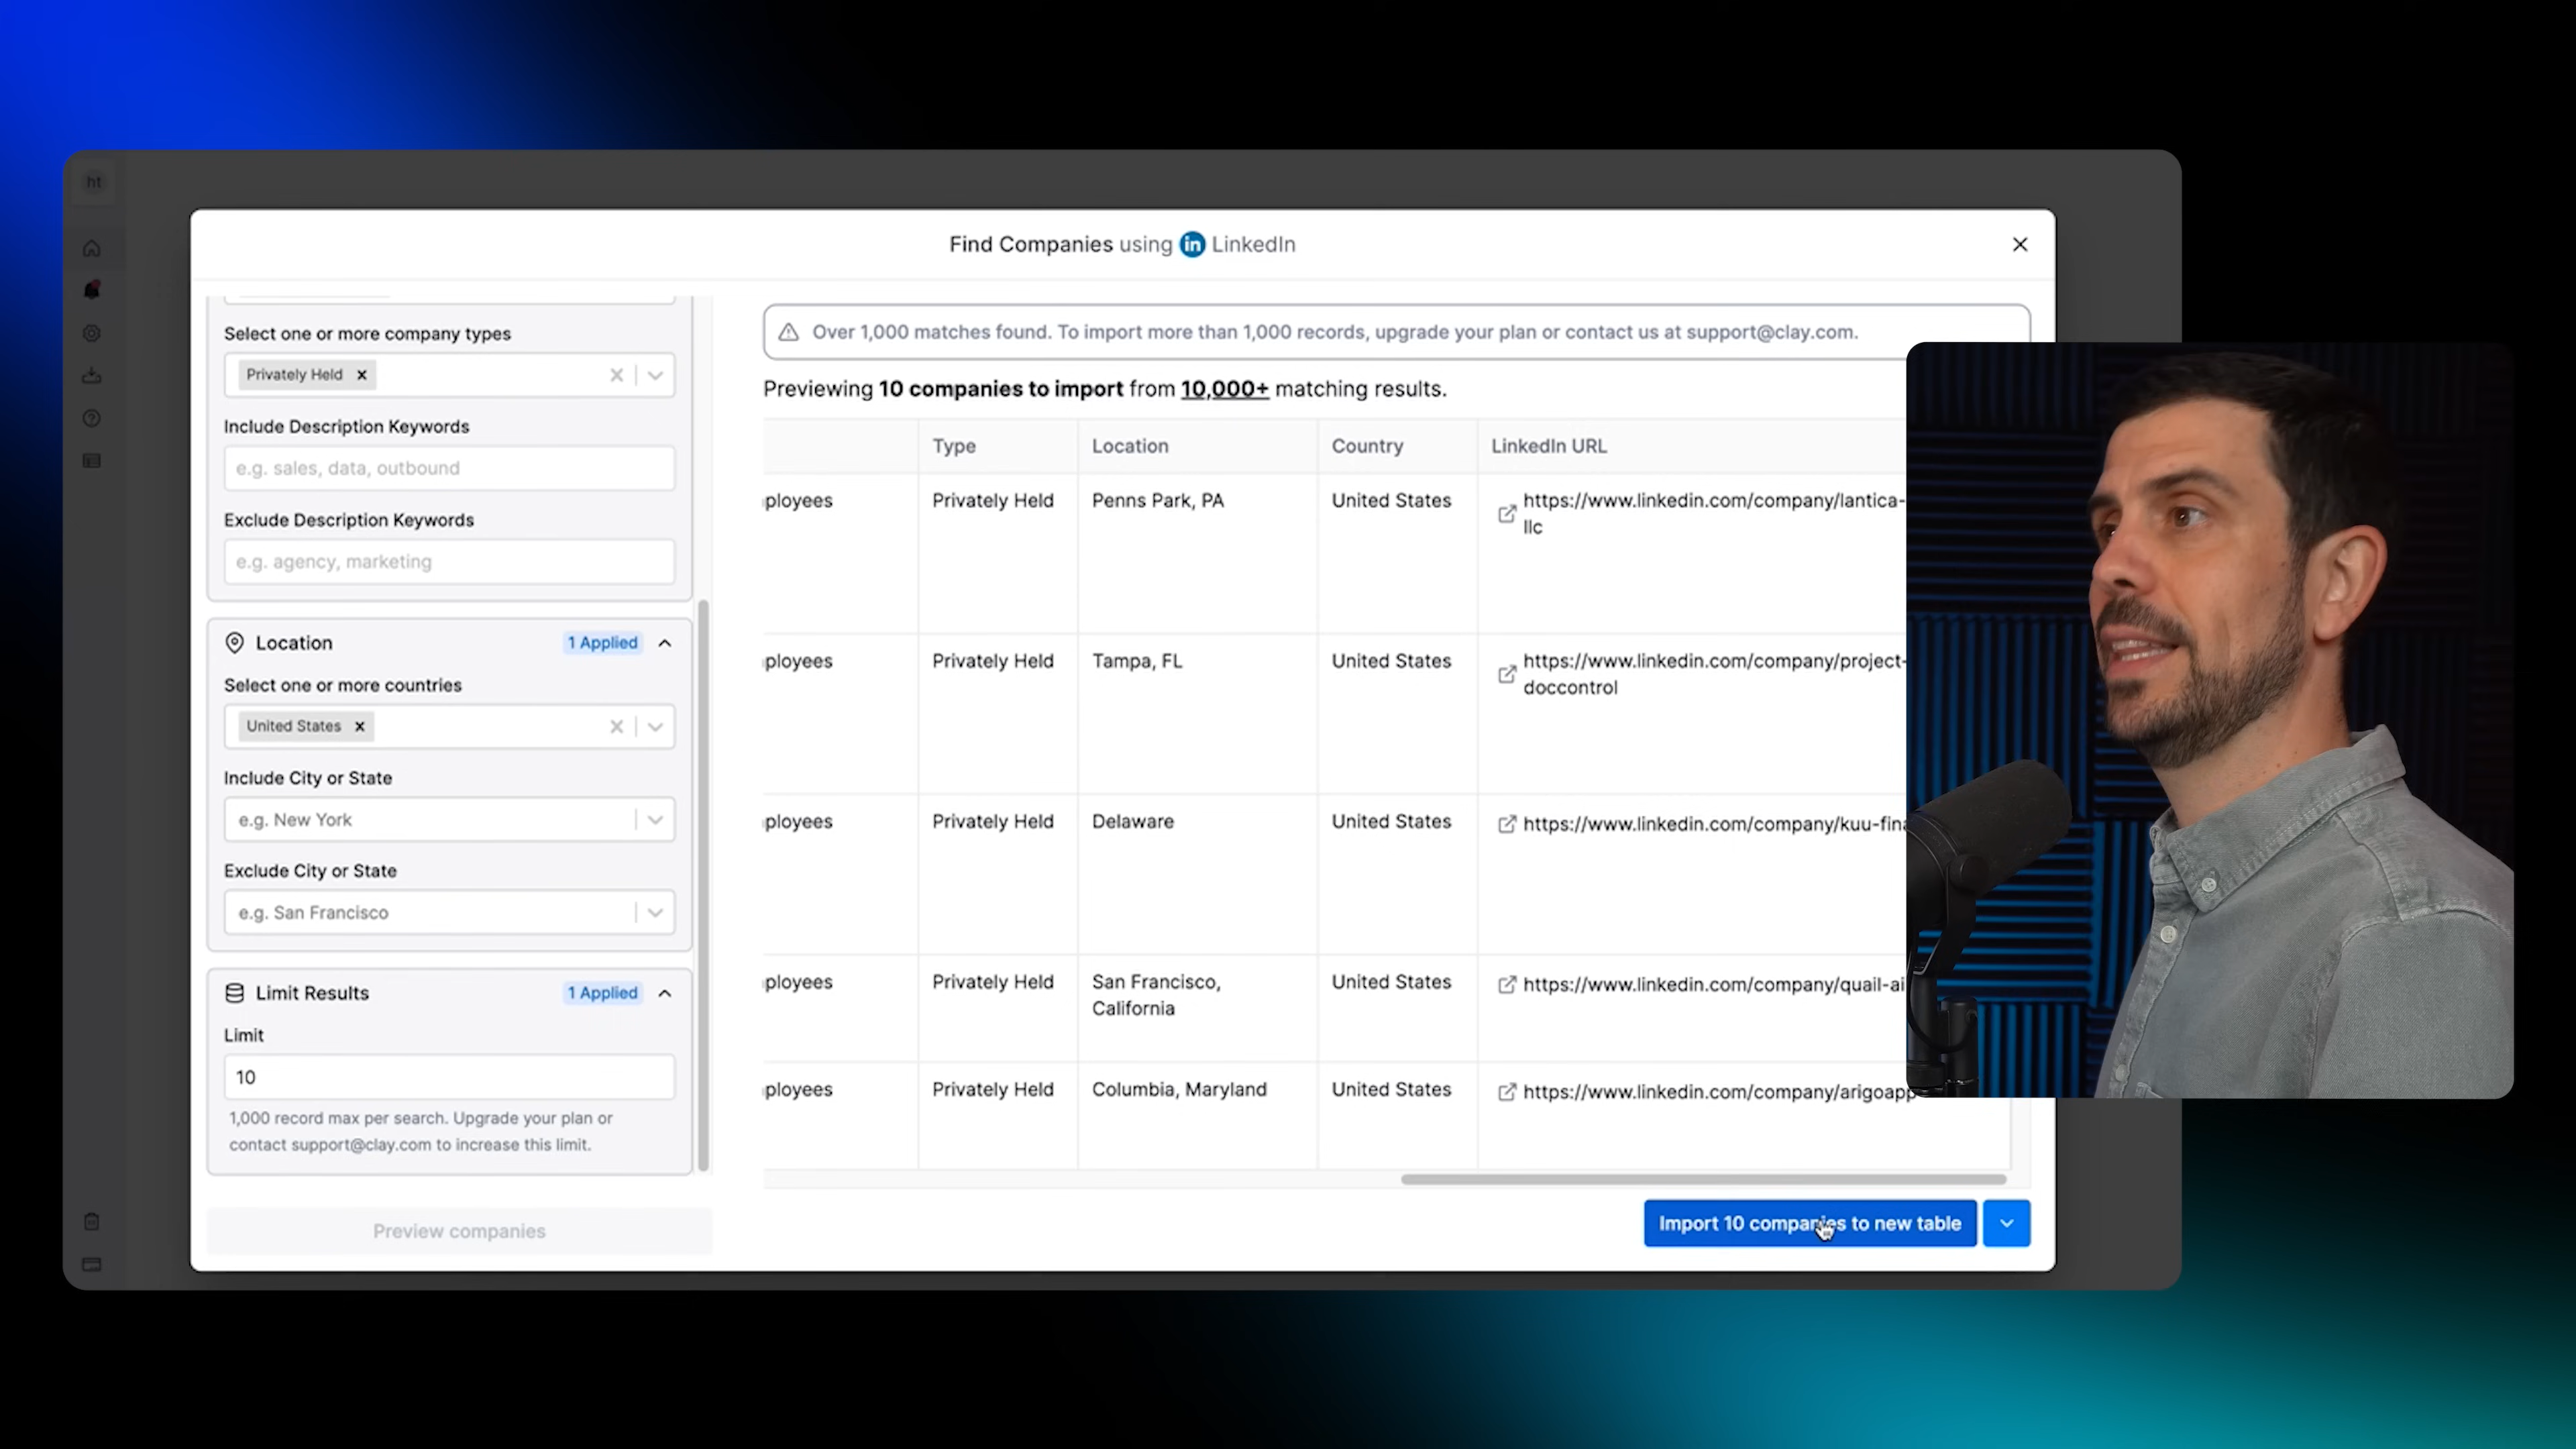 ht
Find Companies using in LinkedIn
Select one or more company types
Privately Held
Include Description Keywords
e.g. sales, data, outbound
Exclude Description Keywords
e.g. agency, marketing
Location
1 Applied
Select one or more countries
United States
Include City or State
e.g. New York
Exclude City or State
e.g. San Francisco
Limit Results
1 Applied
Limit
10
1,000 record max per search. Upgrade your plan or
contact support@clay.com to increase this limit.
Preview companies
Over 1,000 matches found. To import more than 1,000 records, upgrade your plan or contact us at support@clay.com.
Previewing 10 companies to import from 10,000+ matching results.
Type Location Country LinkedIn URL
ployees Privately Held Penns Park, PA United States https://www.linkedin.com/company/lantica-
llc
ployees Privately Held Tampa, FL United States https://www.linkedin.com/company/project-
doccontrol
ployees Privately Held Delaware United States https://www.linkedin.com/company/kuu-fina
ployees Privately Held San Francisco, United States https://www.linkedin.com/company/quail-ai
California
ployees Privately Held Columbia, Maryland United States https://www.linkedin.com/company/arigoapp
Import 10 companies to new table